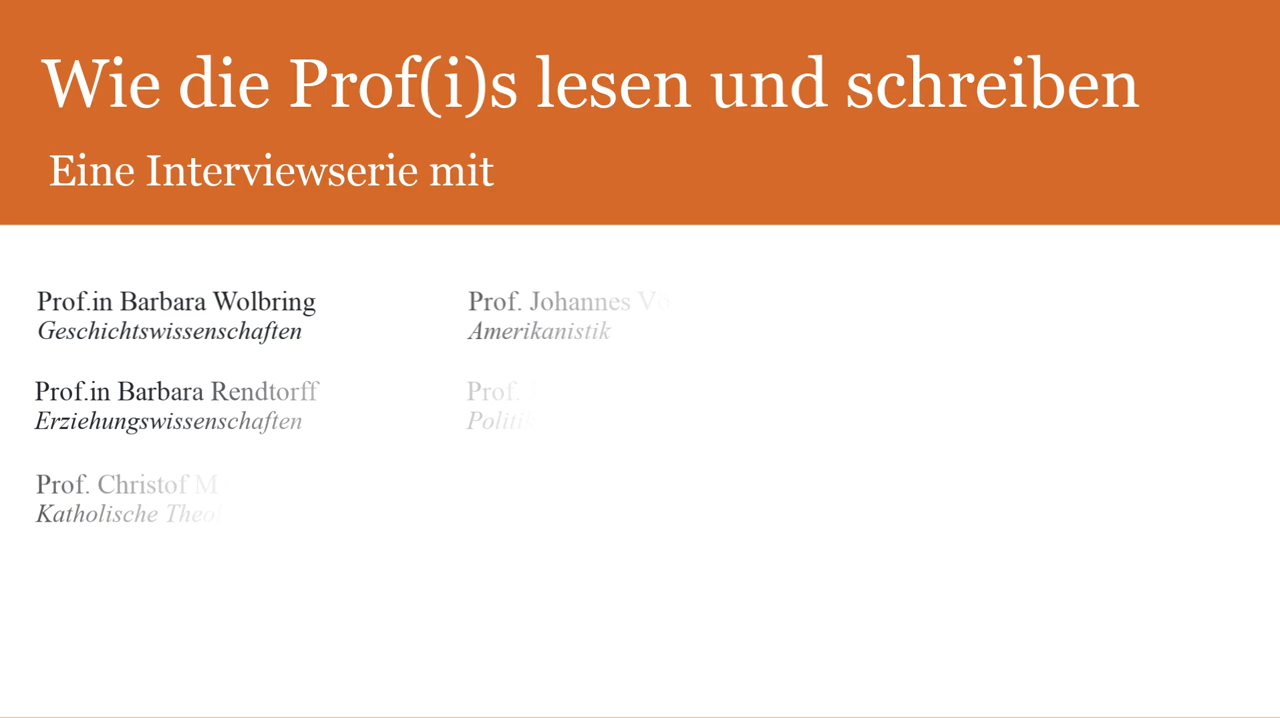 Wie die Prof(i)s lesen und schreiben
Eine Interviewserie mit
Prof.in Barbara Wolbring
Geschichtswissenschaften
Prof.in Barbara Rendtorff
Erziehungswissenschaften
Prof. Christof
Katholische
Prof. Johannes
Amerikanistik
Prof.